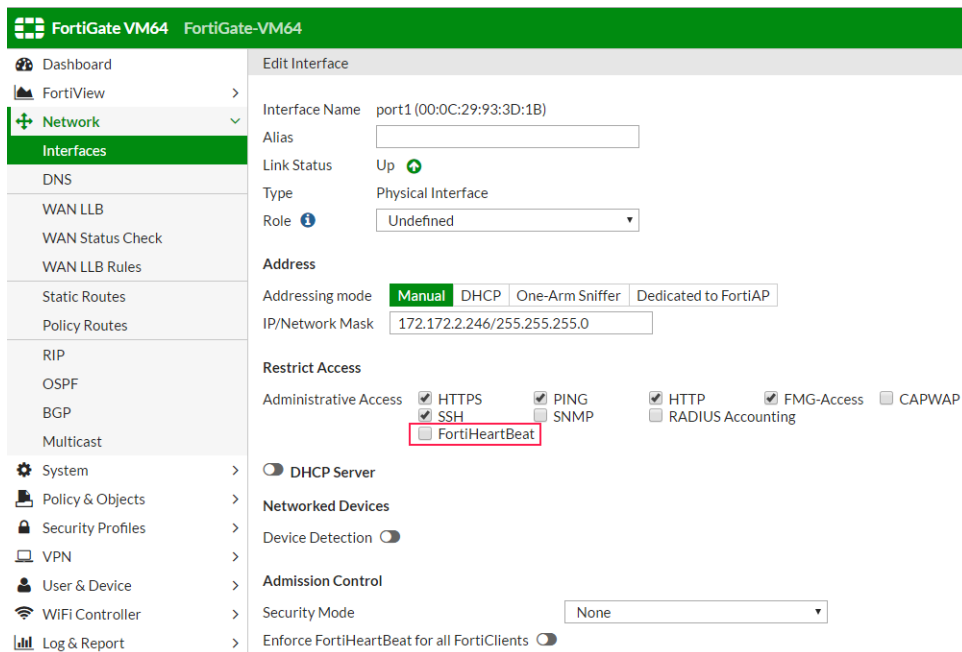 FortiGate VM64 FortiGate-VM64
Dashboard
FortiView
Network
Interfaces
DNS
WAN LLB
WAN Status Check
WAN LLB Rules
Static Routes
Policy Routes
RIP
OSPF
BGP
Multicast
System
Policy & Objects
Security Profiles
VPN
User & Device
WiFi Controller
Log & Report
Edit Interface
Interface Name port1 (00:0C:29:93:3D:1B)
Alias
Link Status Up
Type Physical Interface
Role Undefined
Address
Addressing mode Manual DHCP One-Arm Sniffer Dedicated to FortiAP
IP/Network Mask 172.172.2.246/255.255.255.0
Restrict Access
Administrative Access HTTPS PING HTTP FMG-Access CAPWAP
SSH SNMP RADIUS Accounting
FortiHeartBeat
DHCP Server
Networked Devices
Device Detection
Admission Control
Security Mode None
Enforce FortiHeartBeat for all FortiClients